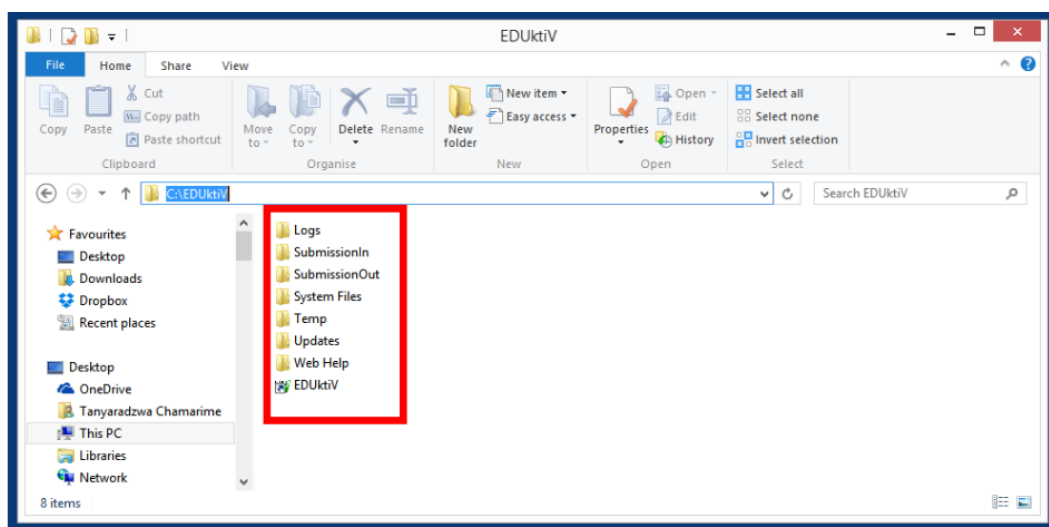 EDUktiV
File Home Share View
Copy
Paste
Cut
Copy path
Paste shortcut
Clipboard
Move to
Copy to
Delete
Rename
Organise
New folder
New item
Easy access
New
Properties
Open
Edit
History
Open
Select all
Select none
Invert selection
Select
C:\EDUktiV
Search EDUktiV
Favourites
Desktop
Downloads
Dropbox
Recent places
Desktop
OneDrive
Tanyaradzwa Chamarime
This PC
Libraries
Network
Logs
SubmissionIn
SubmissionOut
System Files
Temp
Updates
Web Help
EDUktiV
8 items